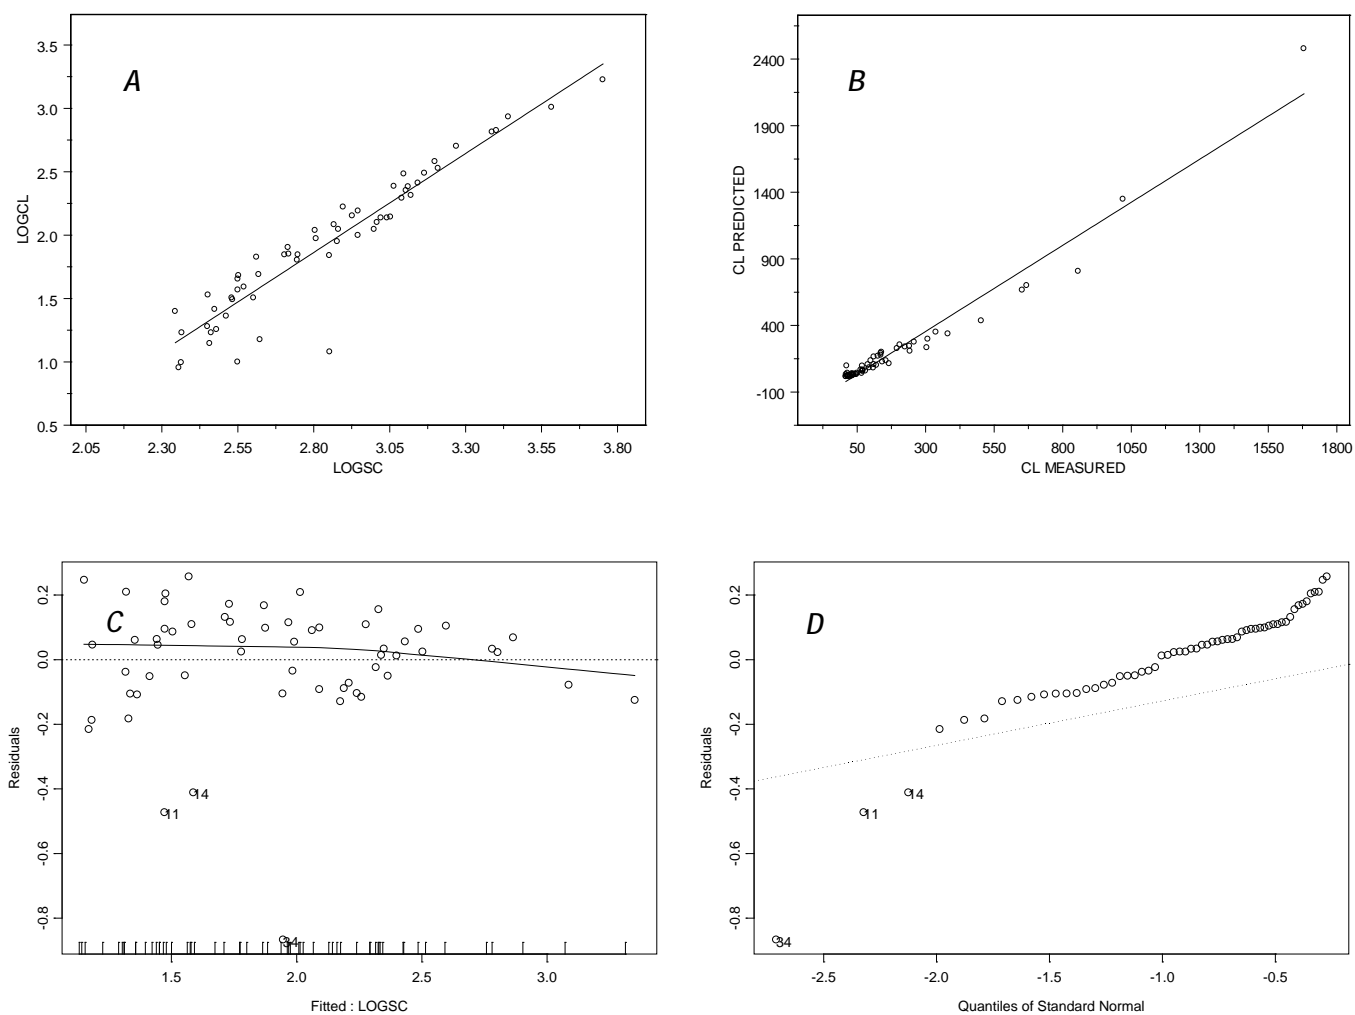 A
LOGCL
3.5
3.0
2.5
2.0
1.5
1.0
0.5
2.05 2.30 2.55 2.80 3.05 3.30 3.55 3.80
LOGSC
B
CL PREDICTED
2400
1900
1400
900
400
-100
50 300 550 800 1050 1300 1550 1800
CL MEASURED
C
Residuals
0.2
0.0
-0.2
-0.4
-0.6
-0.8
14
11
34
1.5 2.0 2.5 3.0
Fitted : LOGSC
D
Residuals
0.2
0.0
-0.2
-0.4
-0.6
-0.8
14
11
34
-2.5 -2.0 -1.5 -1.0 -0.5
Quantiles of Standard Normal